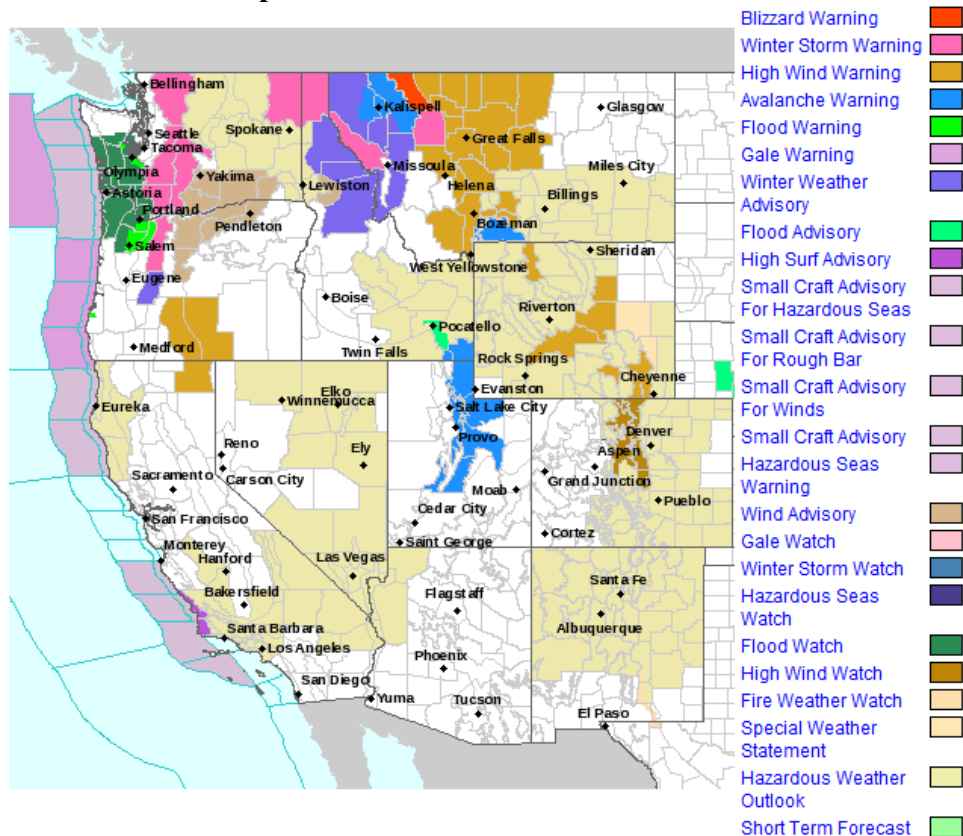 Bellingham
Seattle
Tacoma
Olympia
Astoria
Portland
Salem
Eugene
Medford
Spokane
Yakima
Pendleton
Lewiston
Kalispell
Missoula
Great Falls
Helena
Glasgow
Miles City
Billings
Bozeman
West Yellowstone
Sheridan
Boise
Twin Falls
Pocatello
Riverton
Rock Springs
Evanston
Cheyenne
Eureka
Elko
Winnemucca
Reno
Ely
Carson City
Sacramento
San Francisco
Monterey
Hanford
Bakersfield
Las Vegas
Santa Barbara
Los Angeles
San Diego
Salt Lake City
Provo
Moab
Cedar City
Saint George
Denver
Aspen
Grand Junction
Pueblo
Cortez
Flagstaff
Phoenix
Yuma
Tucson
Santa Fe
Albuquerque
El Paso
Blizzard Warning
Winter Storm Warning
High Wind Warning
Avalanche Warning
Flood Warning
Gale Warning
Winter Weather
Advisory
Flood Advisory
High Surf Advisory
Small Craft Advisory
For Hazardous Seas
Small Craft Advisory
For Rough Bar
Small Craft Advisory
For Winds
Small Craft Advisory
Hazardous Seas
Warning
Wind Advisory
Gale Watch
Winter Storm Watch
Hazardous Seas
Watch
Flood Watch
High Wind Watch
Fire Weather Watch
Special Weather
Statement
Hazardous Weather
Outlook
Short Term Forecast